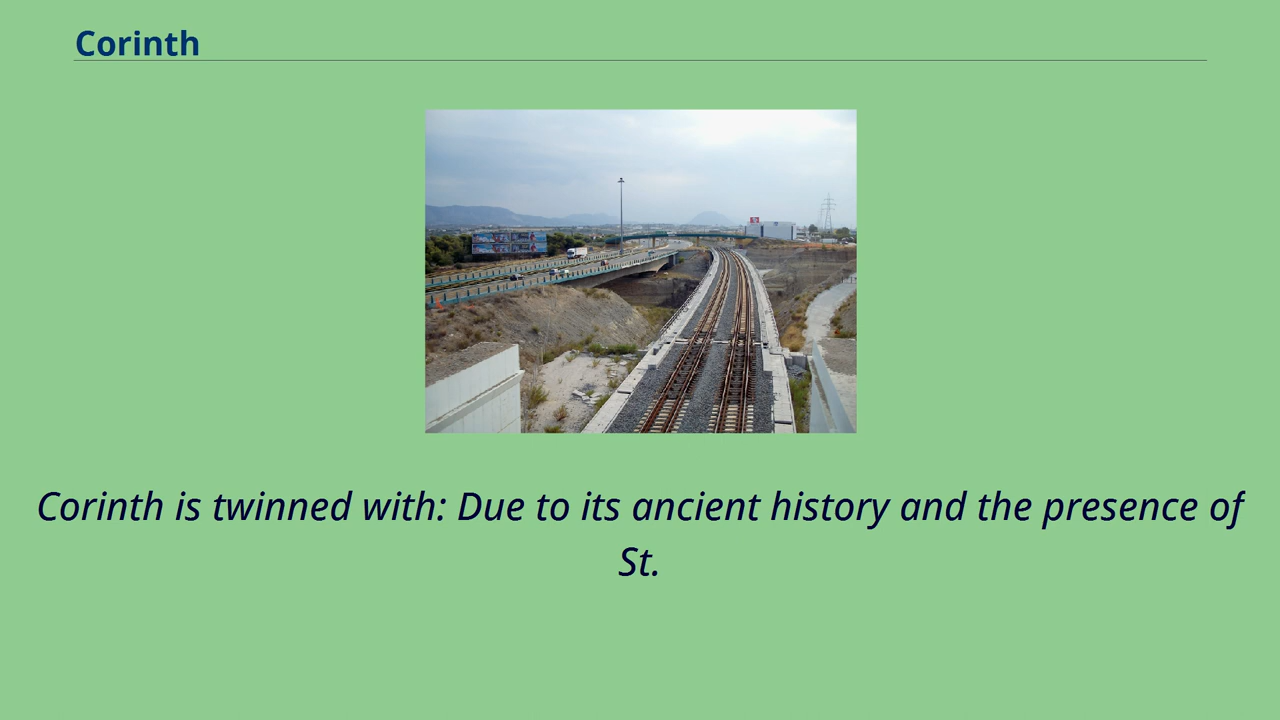 Corinth
Corinth is twinned with: Due to its ancient history and the presence of
St.